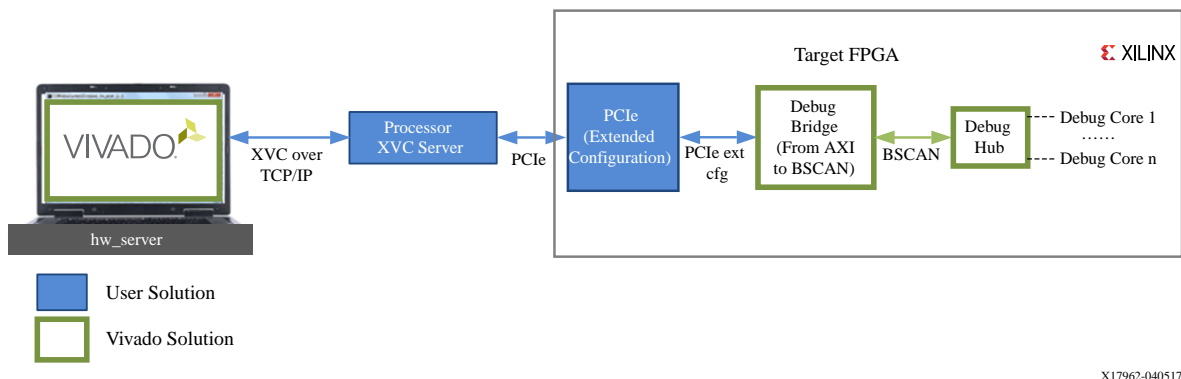 Target FPGA
XILINX
VIVADO.
hw_server
XVC over
TCP/IP
Processor
XVC Server
PCIe
PCIe
(Extended
Configuration)
PCIe ext
cfg
Debug
Bridge
(From AXI
to BSCAN)
BSCAN
Debug
Hub
Debug Core 1
......
Debug Core n
User Solution
Vivado Solution
X17962-040517